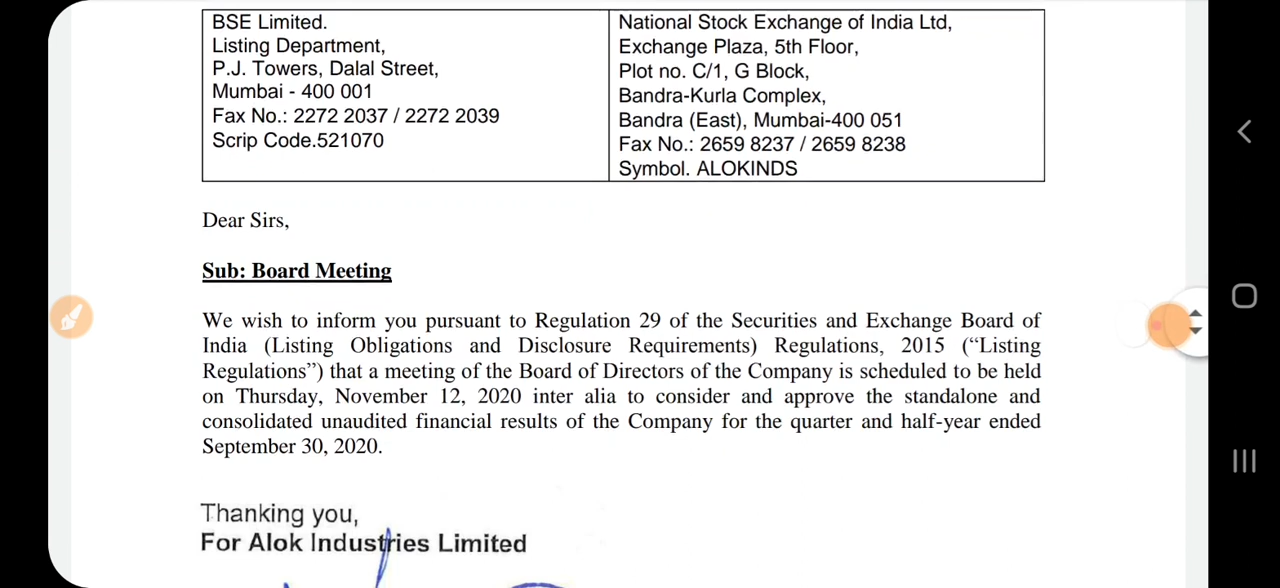 BSE Limited.
Listing Department,
P.J. Towers, Dalal Street,
Mumbai - 400 001
Fax No.: 2272 2037 / 2272 2039
Scrip Code.521070
National Stock Exchange of India Ltd,
Exchange Plaza, 5th Floor,
Plot no. C/1, G Block,
Bandra-Kurla Complex,
Bandra (East), Mumbai-400 051
Fax No.: 2659 8237 / 2659 8238
Symbol. ALOKINDS
Dear Sirs,
Sub: Board Meeting
We wish to inform you pursuant to Regulation 29 of the Securities and Exchange Board of
India (Listing Obligations and Disclosure Requirements) Regulations, 2015 (“Listing
Regulations”) that a meeting of the Board of Directors of the Company is scheduled to be held
on Thursday, November 12, 2020 inter alia to consider and approve the standalone and
consolidated unaudited financial results of the Company for the quarter and half-year ended
September 30, 2020.
Thanking you,
For Alok Industries Limited